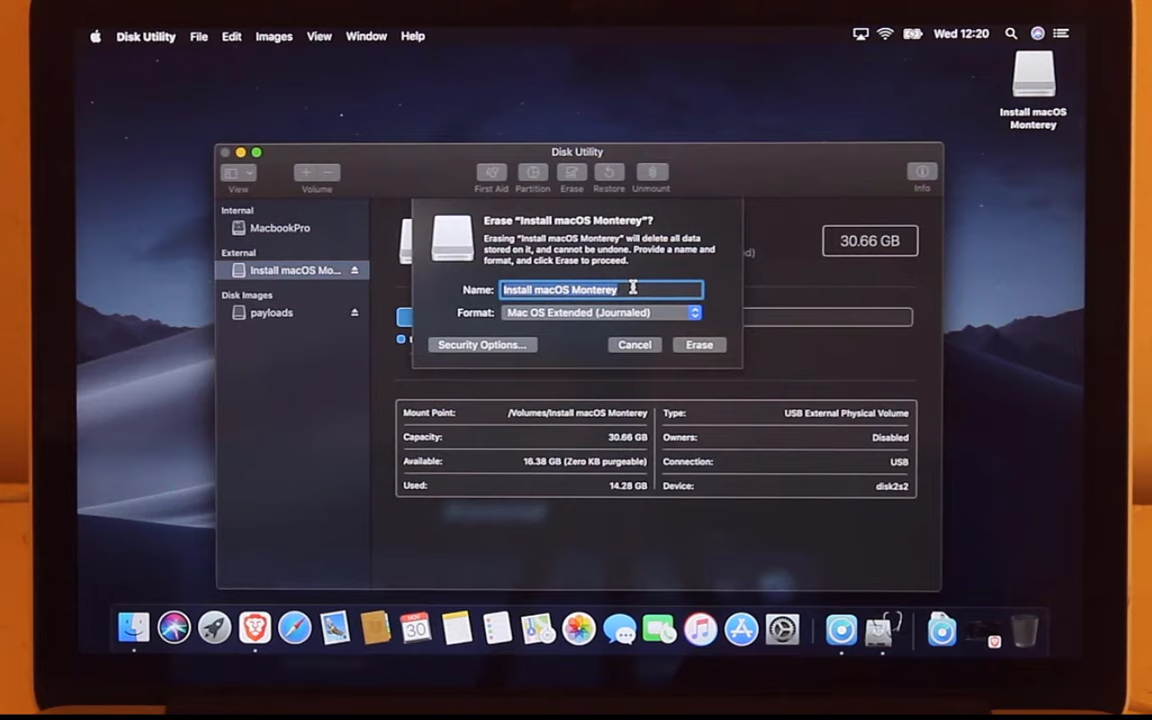 Disk Utility File Edit Images View Window Help
Wed 12:20
Install macOS
Monterey
Disk Utility
View
Volume
First Aid
Partition
Erase
Restore
Unmount
Info
Internal
MacbookPro
External
Install macOS Mo...
Disk Images
payloads
Erase "Install macOS Monterey"?
Erasing "Install macOS Monterey" will delete all data
stored on it, and cannot be undone. Provide a name and
format, and click Erase to proceed.
Name: Install macOS Monterey
Format: Mac OS Extended (Journaled)
Security Options...
Cancel
Erase
30.66 GB
Mount Point: /Volumes/Install macOS Monterey
Capacity: 30.66 GB
Available: 16.38 GB (Zero KB purgeable)
Used: 14.28 GB
Type: USB External Physical Volume
Owners: Disabled
Connection: USB
Device: disk2s2
NOV
30